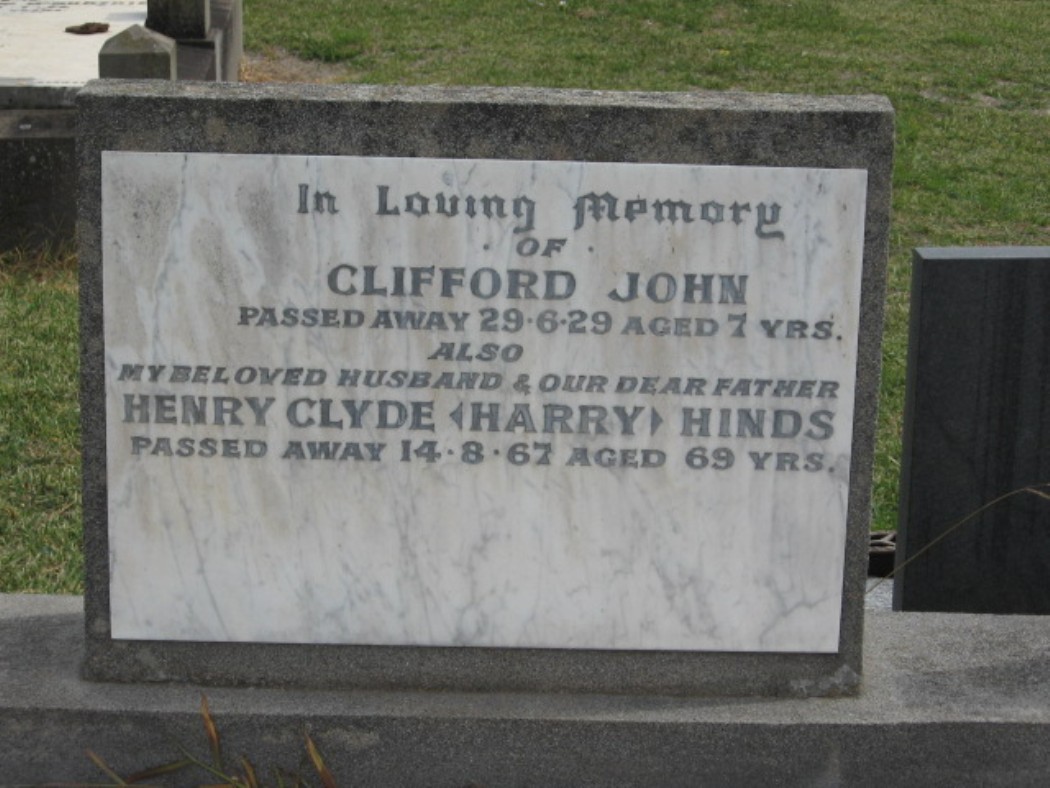 In Loving Memory
· OF ·
CLIFFORD JOHN
PASSED AWAY 29·6·29 AGED 7 YRS.
ALSO
MY BELOVED HUSBAND & OUR DEAR FATHER
HENRY CLYDE (HARRY) HINDS
PASSED AWAY 14·8·67 AGED 69 YRS.